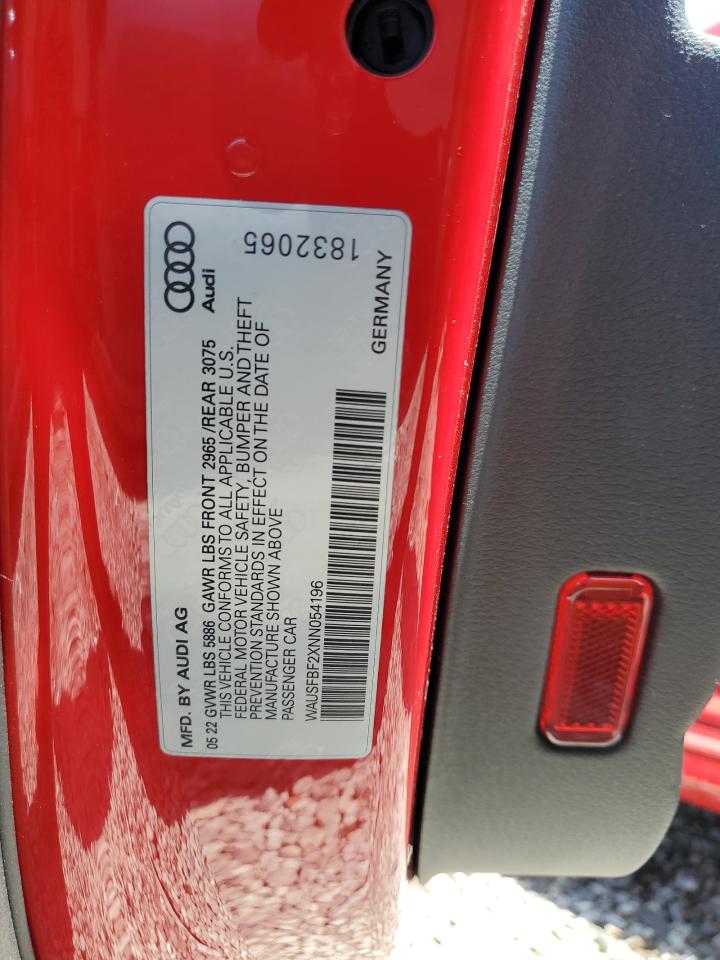 Audi
1832065
MFD. BY AUDI AG
05 22 GVWR LBS 5886 GAWR LBS FRONT 2965 /REAR 3075
THIS VEHICLE CONFORMS TO ALL APPLICABLE U.S.
FEDERAL MOTOR VEHICLE SAFETY, BUMPER AND THEFT
PREVENTION STANDARDS IN EFFECT ON THE DATE OF
MANUFACTURE SHOWN ABOVE
PASSENGER CAR
WAUSFBF2XNN054196
GERMANY